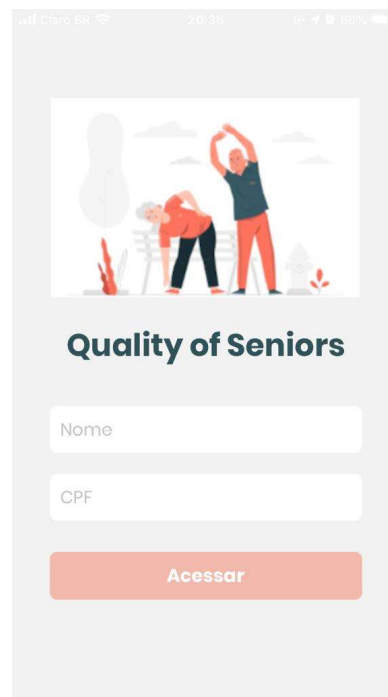 Claro BR 20:36 86%
Quality of Seniors
Nome
CPF
Acessar